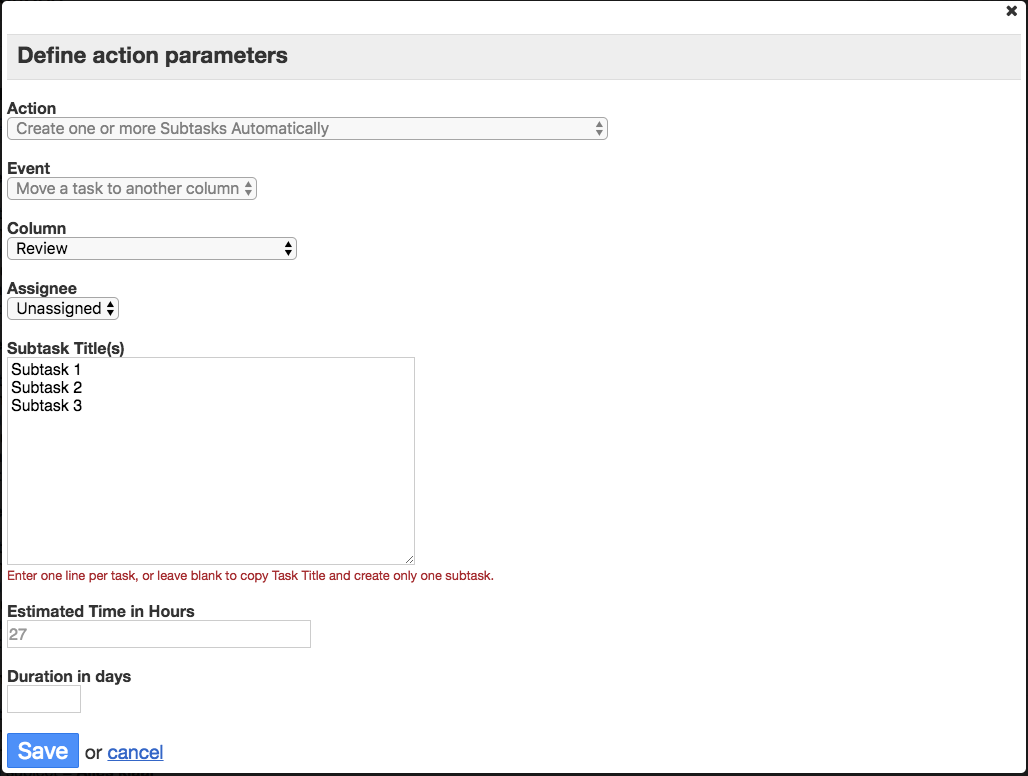 Define action parameters
Action
Create one or more Subtasks Automatically
Event
Move a task to another column
Column
Review
Assignee
Unassigned
Subtask Title(s)
Subtask 1
Subtask 2
Subtask 3
Enter one line per task, or leave blank to copy Task Title and create only one subtask.
Estimated Time in Hours
27
Duration in days
Save or cancel